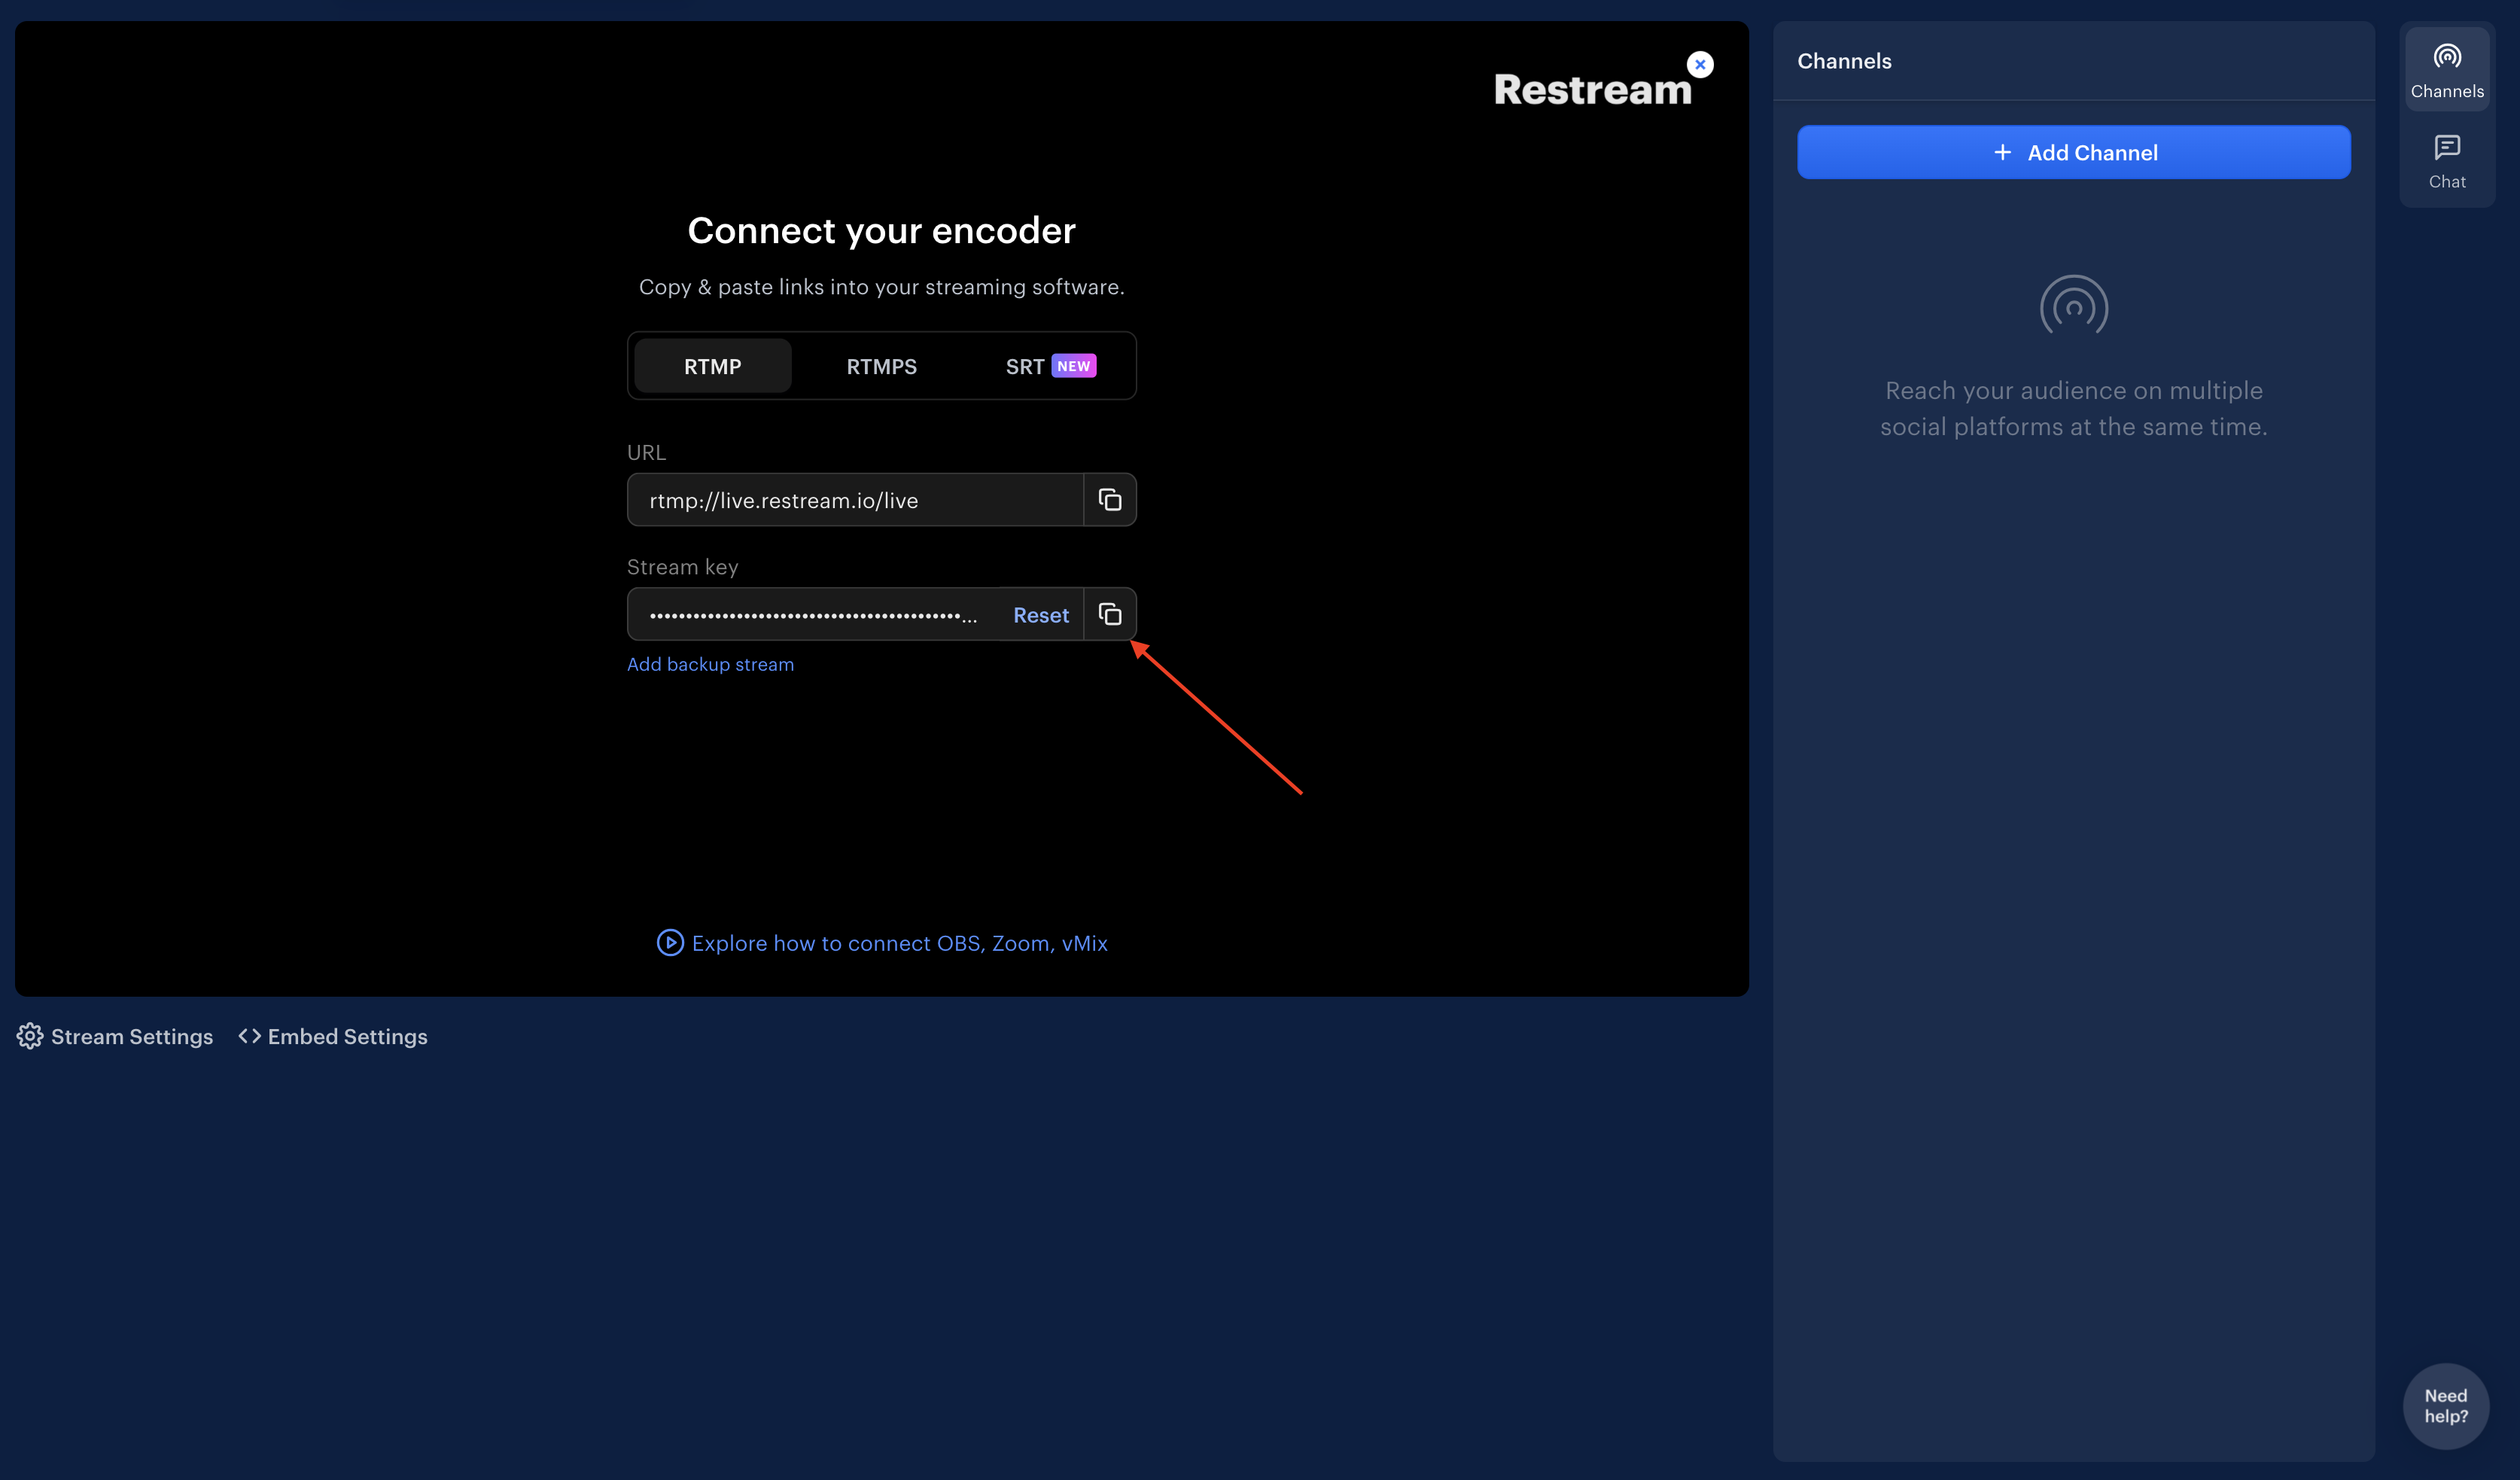 Restream
Connect your encoder
Copy & paste links into your streaming software.
RTMP
RTMPS
SRT NEW
URL
rtmp://live.restream.io/live
Stream key
••••••••••••••••••••••••••••••••••••••••••••...
Reset
Add backup stream
Explore how to connect OBS, Zoom, vMix
Stream Settings
Embed Settings
Channels
+ Add Channel
Reach your audience on multiple
social platforms at the same time.
Channels
Chat
Need
help?